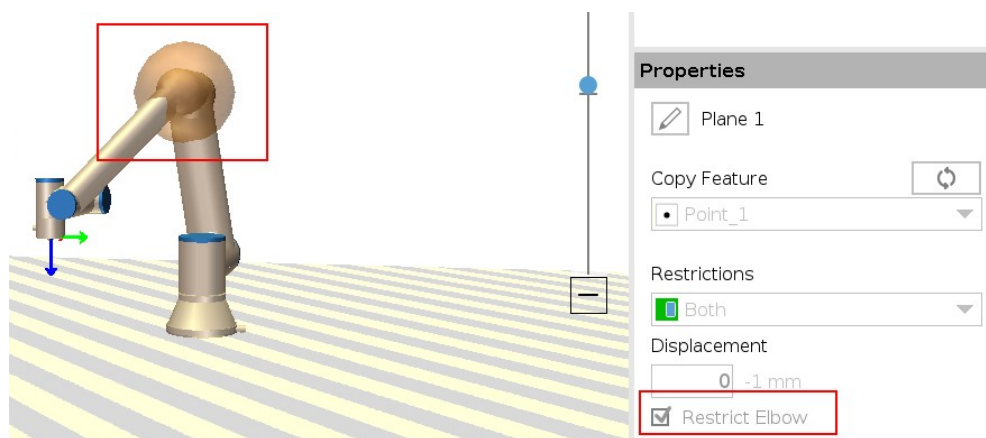 Properties
Plane 1
Copy Feature
Point_1
Restrictions
Both
Displacement
0 -1 mm
Restrict Elbow